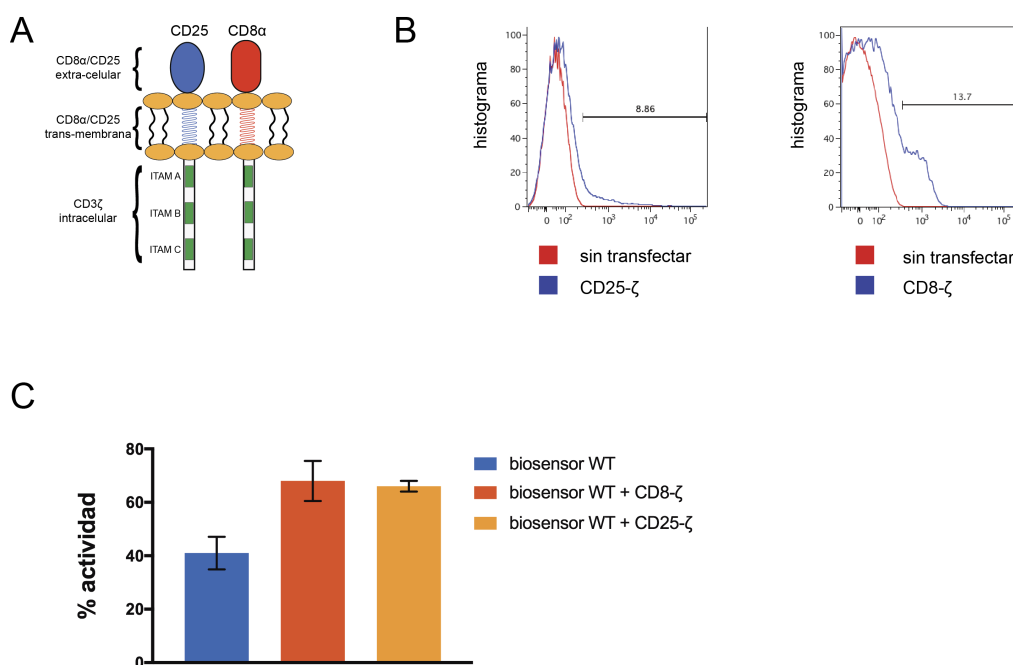 A
CD25
CD8α
CD8α/CD25
extra-celular
CD8α/CD25
trans-membrana
CD3ζ
intracelular
ITAM A
ITAM B
ITAM C
B
histograma
100
80
60
40
20
0
8.86
0 10² 10³ 10⁴ 10⁵
sin transfectar
CD25-ζ
histograma
100
80
60
40
20
0
13.7
0 10² 10³ 10⁴ 10⁵
sin transfectar
CD8-ζ
C
% actividad
80
60
40
20
0
biosensor WT
biosensor WT + CD8-ζ
biosensor WT + CD25-ζ